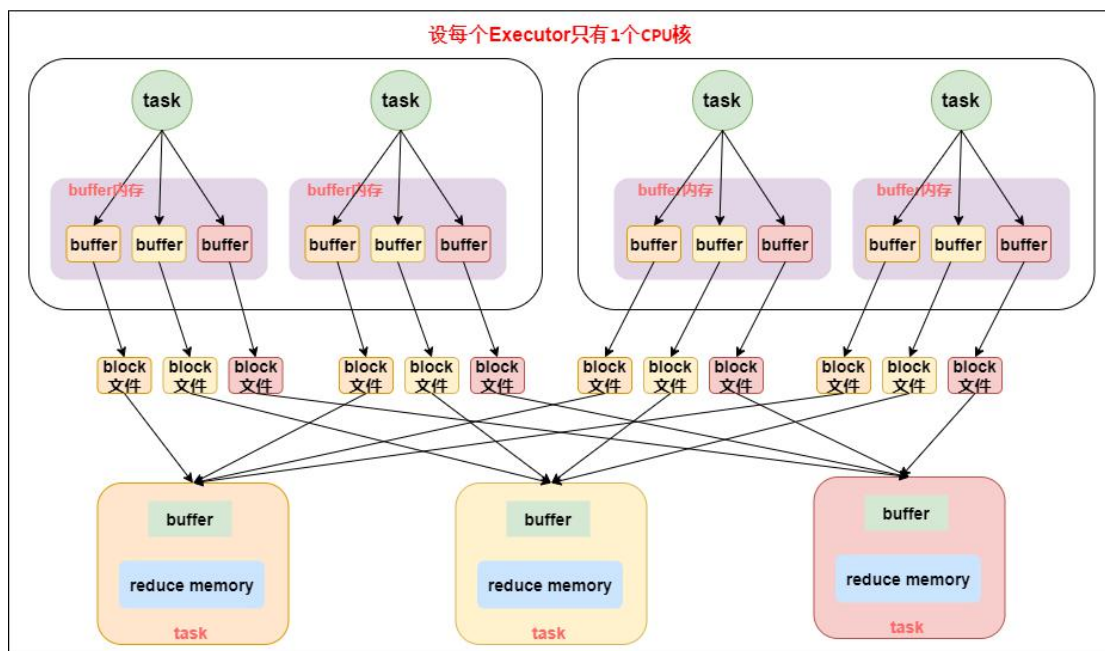 设每个Executor只有1个CPU核
task
task
task
task
buffer内存
buffer内存
buffer内存
buffer内存
buffer
buffer
buffer
buffer
buffer
buffer
buffer
buffer
buffer
buffer
buffer
buffer
block
文件
block
文件
block
文件
block
文件
block
文件
block
文件
block
文件
block
文件
block
文件
block
文件
block
文件
block
文件
buffer
reduce memory
task
buffer
reduce memory
task
buffer
reduce memory
task